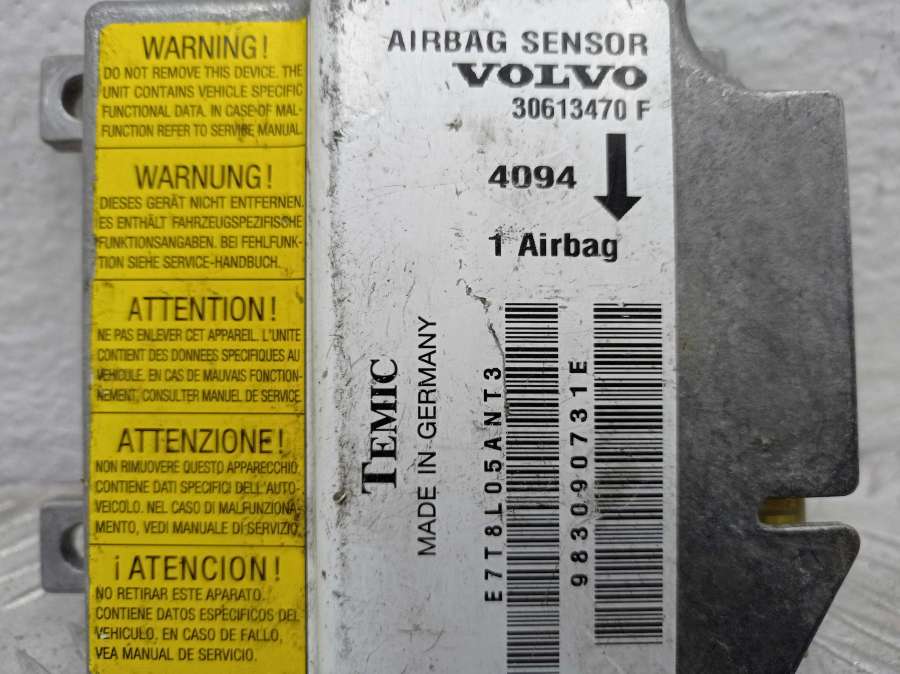 WARNING!
DO NOT REMOVE THIS DEVICE. THE
UNIT CONTAINS VEHICLE SPECIFIC
FUNCTIONAL DATA. IN CASE OF MAL-
FUNCTION REFER TO SERVICE MANUAL.
WARNUNG!
DIESES GERÄT NICHT ENTFERNEN.
ES ENTHÄLT FAHRZEUGSPEZIFISCHE
FUNKTIONSANGABEN. BEI FEHLFUNK-
TION SIEHE SERVICE-HANDBUCH.
ATTENTION!
NE PAS ENLEVER CET APPAREIL. L'UNITE
CONTIENT DES DONNEES SPECIFIQUES AU
VEHICULE. EN CAS DE MAUVAIS FONCTION-
NEMENT, CONSULTER MANUEL DE SERVICE.
ATTENZIONE!
NON RIMUOVERE QUESTO APPARECCHIO.
CONTIENE DATI SPECIFICI DELL'AUTO-
VEICOLO. NEL CASO DI MALFUNZIONA-
MENTO, VEDI MANUALE DI SERVIZIO.
¡ATENCION!
NO RETIRAR ESTE APARATO.
CONTIENE DATOS ESPECIFICOS DEL
VEHICULO, EN CASO DE FALLO,
VEA MANUAL DE SERVICIO.
AIRBAG SENSOR
VOLVO
30613470 F
4094
1 Airbag
TEMIC
MADE IN GERMANY
E7T8L05ANT3
983090731E